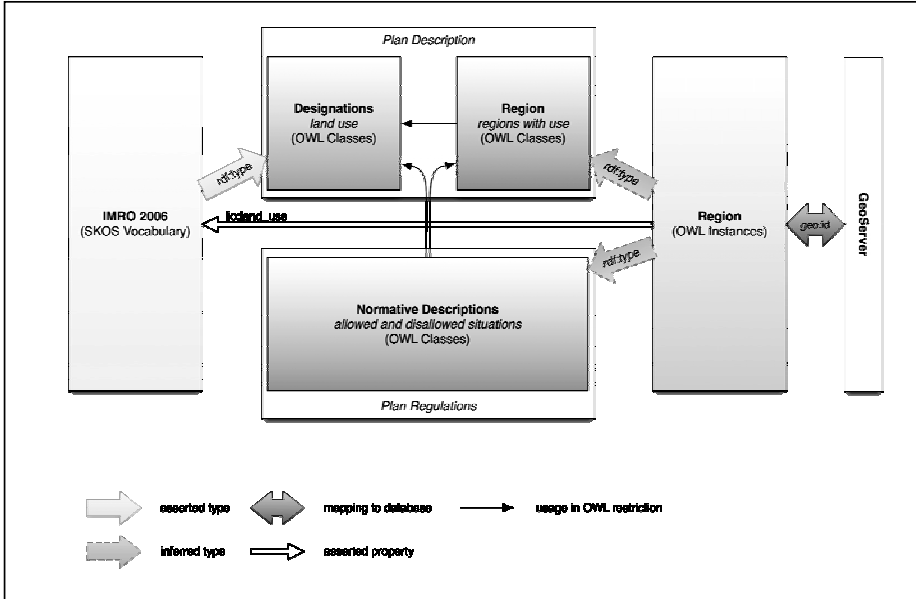 Plan Description
Designations
land use
(OWL Classes)
Region
regions with use
(OWL Classes)
rdf:type
rdf:type
IMRO 2006
(SKOS Vocabulary)
land_use
Region
(OWL Instances)
geo:id
GeoServer
rdf:type
Normative Descriptions
allowed and disallowed situations
(OWL Classes)
Plan Regulations
asserted type
mapping to database
usage in OWL restriction
inferred type
asserted property